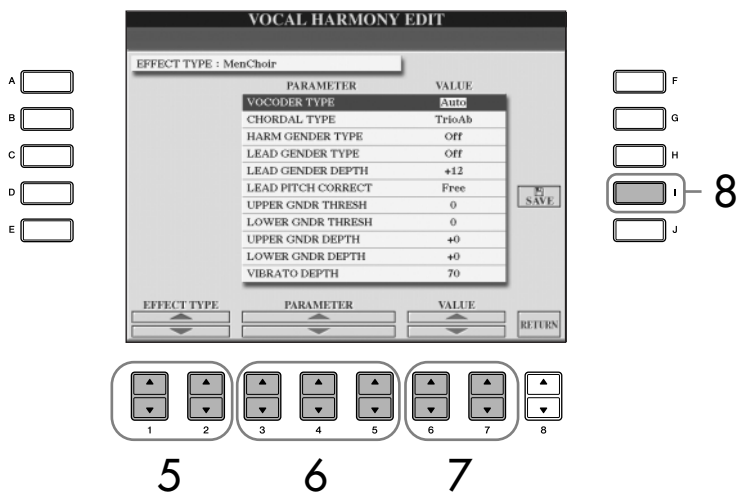 VOCAL HARMONY EDIT
EFFECT TYPE : MenChoir
PARAMETER VALUE
VOCODER TYPE Auto
CHORDAL TYPE TrioAb
HARM GENDER TYPE Off
LEAD GENDER TYPE Off
LEAD GENDER DEPTH +12
LEAD PITCH CORRECT Free
UPPER GNDR THRESH 0
LOWER GNDR THRESH 0
UPPER GNDR DEPTH +0
LOWER GNDR DEPTH +0
VIBRATO DEPTH 70
SAVE
EFFECT TYPE PARAMETER VALUE
RETURN
A
B
C
D
E
F
G
H
I
J
8
1 2 3 4 5 6 7 8
5 6 7